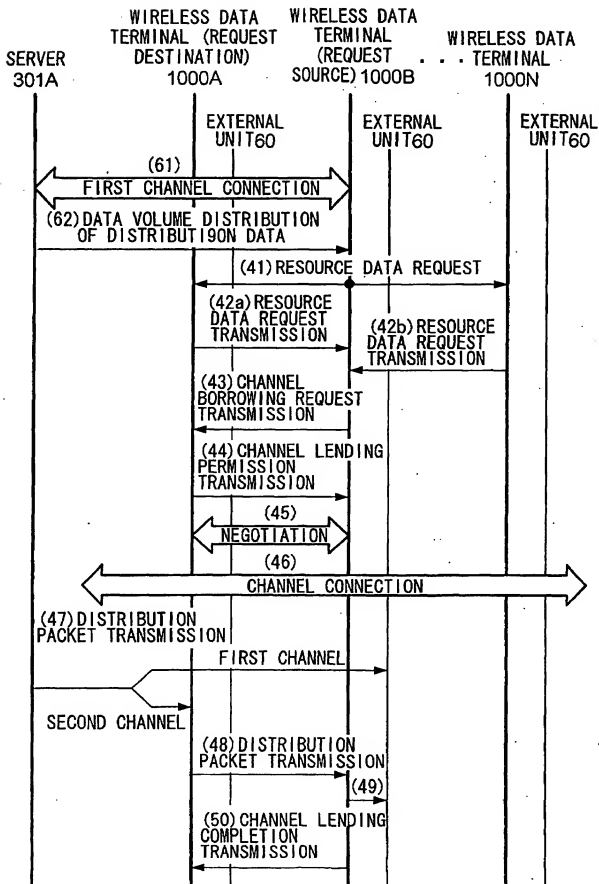 SERVER
301A
WIRELESS DATA
TERMINAL (REQUEST
DESTINATION)
1000A
WIRELESS DATA
TERMINAL
(REQUEST
SOURCE) 1000B
. . .
WIRELESS DATA
TERMINAL
1000N
EXTERNAL
UNIT60
EXTERNAL
UNIT60
EXTERNAL
UNIT60
(61)
FIRST CHANNEL CONNECTION
(62) DATA VOLUME DISTRIBUTION
OF DISTRIBUTI9ON DATA
(41) RESOURCE DATA REQUEST
(42a) RESOURCE
DATA REQUEST
TRANSMISSION
(42b) RESOURCE
DATA REQUEST
TRANSMISSION
(43) CHANNEL
BORROWING REQUEST
TRANSMISSION
(44) CHANNEL LENDING
PERMISSION
TRANSMISSION
(45)
NEGOTIATION
(46)
CHANNEL CONNECTION
(47) DISTRIBUTION
PACKET TRANSMISSION
FIRST CHANNEL
SECOND CHANNEL
(48) DISTRIBUTION
PACKET TRANSMISSION
(49)
(50) CHANNEL LENDING
COMPLETION
TRANSMISSION